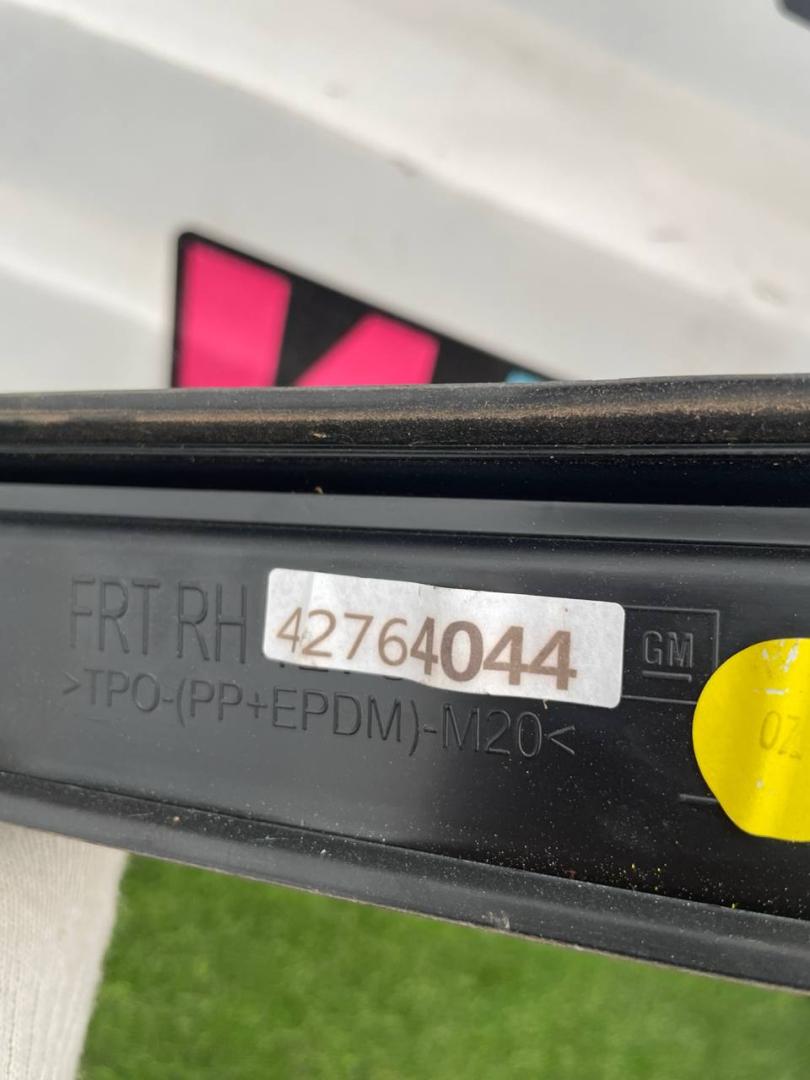 FRT RH
42764044
GM
>TPO-(PP+EPDM)-M20<